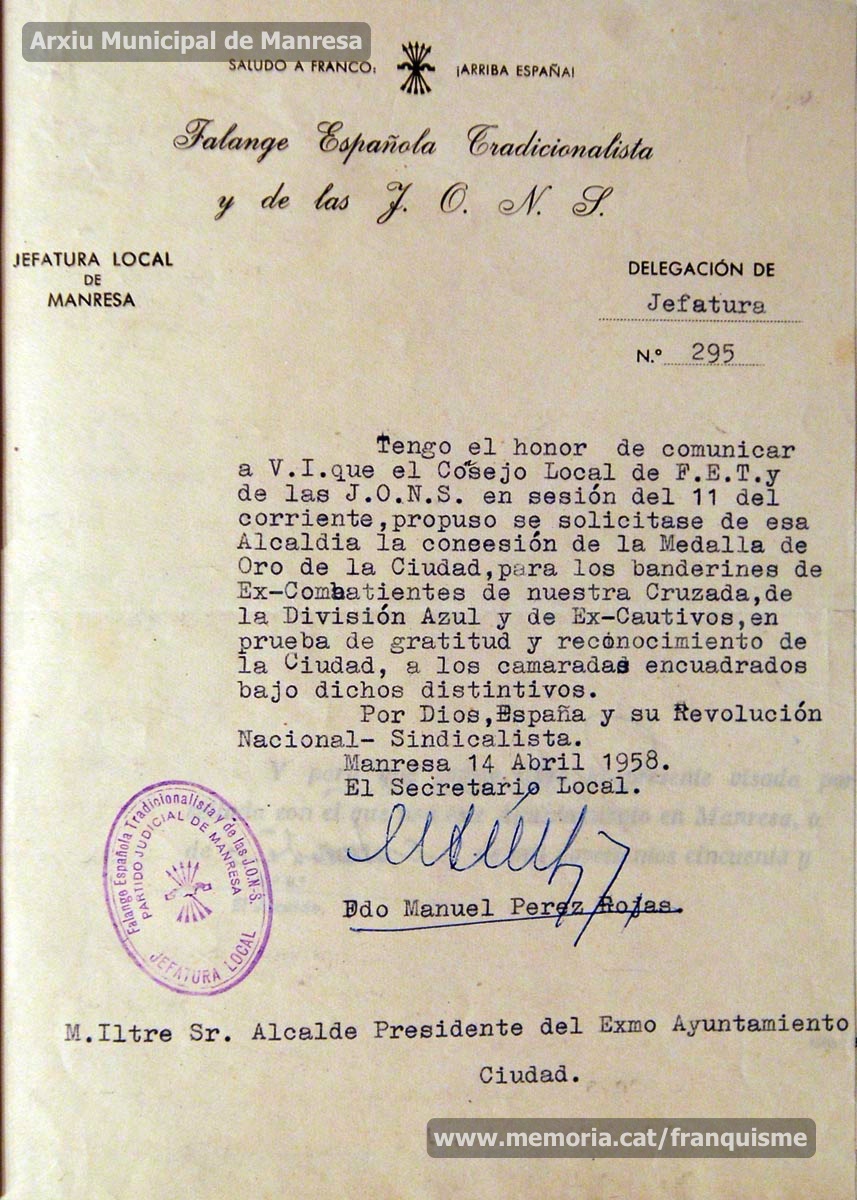 Arxiu Municipal de Manresa
SALUDO A FRANCO: ¡ARRIBA ESPAÑA!
Falange Española Tradicionalista
y de las J. O. N. S.
JEFATURA LOCAL
DE
MANRESA
DELEGACIÓN DE
Jefatura
N.º 295
Tengo el honor de comunicar
a V.I.que el Cosejo Local de F.E.T.y
de las J.O.N.S. en sesión del 11 del
corriente,propuso se solicitase de esa
Alcaldia la concesión de la Medalla de
Oro de la Ciudad,para los banderines de
Ex-Combatientes de nuestra Cruzada,de
la División Azul y de Ex-Cautivos,en
prueba de gratitud y reconocimiento de
la Ciudad, a los camaradas encuadrados
bajo dichos distintivos.
Por Dios,España y su Revolución
Nacional- Sindicalista.
Manresa 14 Abril 1958.
El Secretario Local.
Fdo Manuel Perez Rojas.
Falange Española Tradicionalista y de las J.O.N.S.
PARTIDO JUDICIAL DE MANRESA
JEFATURA LOCAL
M.Iltre Sr. Alcalde Presidente del Exmo Ayuntamiento
Ciudad.
www.memoria.cat/franquisme